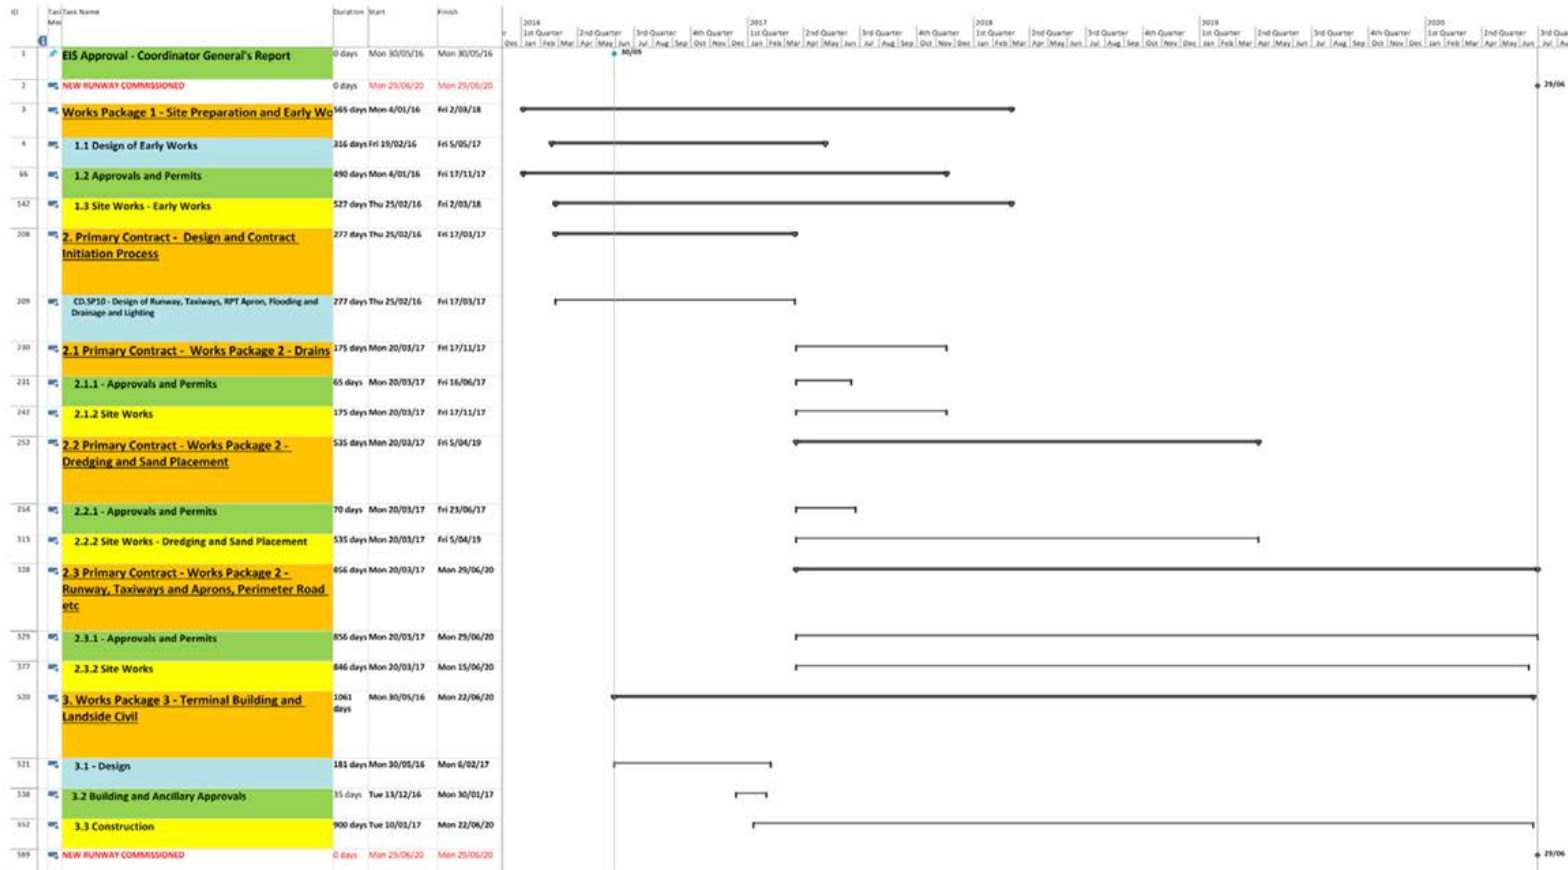 ID Task Mod Task Name Duration Start Finish
2016 2017 2018 2019 2020
r 1st Quarter 2nd Quarter 3rd Quarter 4th Quarter 1st Quarter 2nd Quarter 3rd Quarter 4th Quarter 1st Quarter 2nd Quarter 3rd Quarter 4th Quarter 1st Quarter 2nd Quarter 3rd Quarter 4th Quarter 1st Quarter 2nd Quarter 3rd Qua
Dec Jan Feb Mar Apr May Jun Jul Aug Sep Oct Nov Dec Jan Feb Mar Apr May Jun Jul Aug Sep Oct Nov Dec Jan Feb Mar Apr May Jun Jul Aug Sep Oct Nov Dec Jan Feb Mar Apr May Jun Jul Aug Sep Oct Nov Dec Jan Feb Mar Apr May Jun Jul Au
1 EIS Approval - Coordinator General's Report 0 days Mon 30/05/16 Mon 30/05/16 30/05
2 NEW RUNWAY COMMISSIONED 0 days Mon 29/06/20 Mon 29/06/20 29/06
3 Works Package 1 - Site Preparation and Early Wo 565 days Mon 4/01/16 Fri 2/03/18
4 1.1 Design of Early Works 316 days Fri 19/02/16 Fri 5/05/17
66 1.2 Approvals and Permits 490 days Mon 4/01/16 Fri 17/11/17
142 1.3 Site Works - Early Works 527 days Thu 25/02/16 Fri 2/03/18
208 2. Primary Contract - Design and Contract 277 days Thu 25/02/16 Fri 17/03/17
Initiation Process
209 CD.SP10 - Design of Runway, Taxiways, RPT Apron, Flooding and 277 days Thu 25/02/16 Fri 17/03/17
Drainage and Lighting
230 2.1 Primary Contract - Works Package 2 - Drains 175 days Mon 20/03/17 Fri 17/11/17
231 2.1.1 - Approvals and Permits 65 days Mon 20/03/17 Fri 16/06/17
242 2.1.2 Site Works 175 days Mon 20/03/17 Fri 17/11/17
253 2.2 Primary Contract - Works Package 2 - 535 days Mon 20/03/17 Fri 5/04/19
Dredging and Sand Placement
254 2.2.1 - Approvals and Permits 70 days Mon 20/03/17 Fri 23/06/17
313 2.2.2 Site Works - Dredging and Sand Placement 535 days Mon 20/03/17 Fri 5/04/19
328 2.3 Primary Contract - Works Package 2 - 856 days Mon 20/03/17 Mon 29/06/20
Runway, Taxiways and Aprons, Perimeter Road
etc
329 2.3.1 - Approvals and Permits 856 days Mon 20/03/17 Mon 29/06/20
377 2.3.2 Site Works 846 days Mon 20/03/17 Mon 15/06/20
520 3. Works Package 3 - Terminal Building and 1061 Mon 30/05/16 Mon 22/06/20
Landside Civil days
521 3.1 - Design 181 days Mon 30/05/16 Mon 6/02/17
538 3.2 Building and Ancillary Approvals 35 days Tue 13/12/16 Mon 30/01/17
552 3.3 Construction 900 days Tue 10/01/17 Mon 22/06/20
569 NEW RUNWAY COMMISSIONED 0 days Mon 29/06/20 Mon 29/06/20 29/06